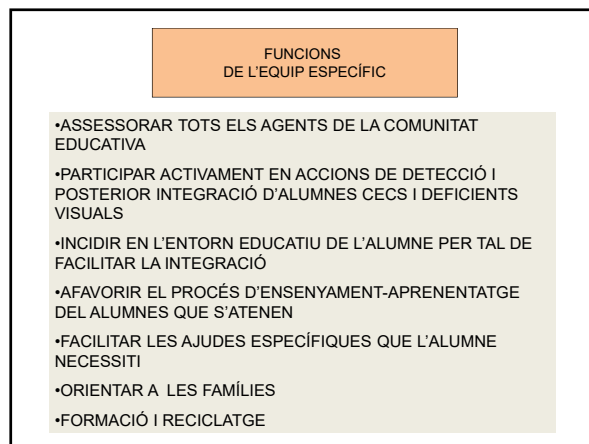 FUNCIONS
DE L'EQUIP ESPECÍFIC
•ASSESSORAR TOTS ELS AGENTS DE LA COMUNITAT
EDUCATIVA
•PARTICIPAR ACTIVAMENT EN ACCIONS DE DETECCIÓ I
POSTERIOR INTEGRACIÓ D'ALUMNES CECS I DEFICIENTS
VISUALS
•INCIDIR EN L'ENTORN EDUCATIU DE L'ALUMNE PER TAL DE
FACILITAR LA INTEGRACIÓ
•AFAVORIR EL PROCÉS D'ENSENYAMENT-APRENENTATGE
DEL ALUMNES QUE S'ATENEN
•FACILITAR LES AJUDES ESPECÍFIQUES QUE L'ALUMNE
NECESSITI
•ORIENTAR A  LES FAMÍLIES
•FORMACIÓ I RECICLATGE